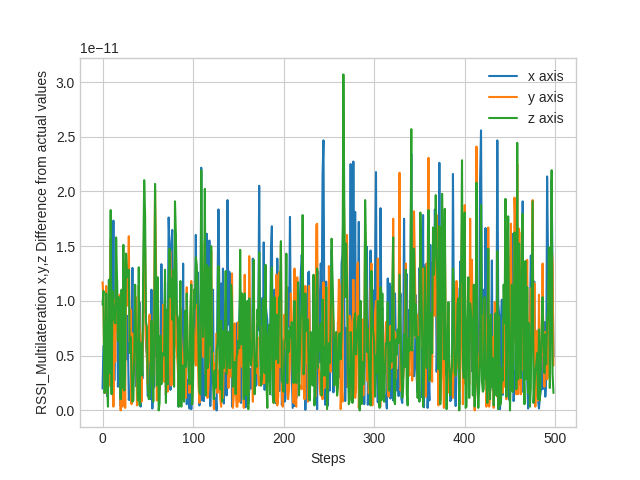 1e−11
RSSI_Multilateration x,y,z Difference from actual values
3.0
2.5
2.0
1.5
1.0
0.5
0.0
x axis
y axis
z axis
0 100 200 300 400 500
Steps